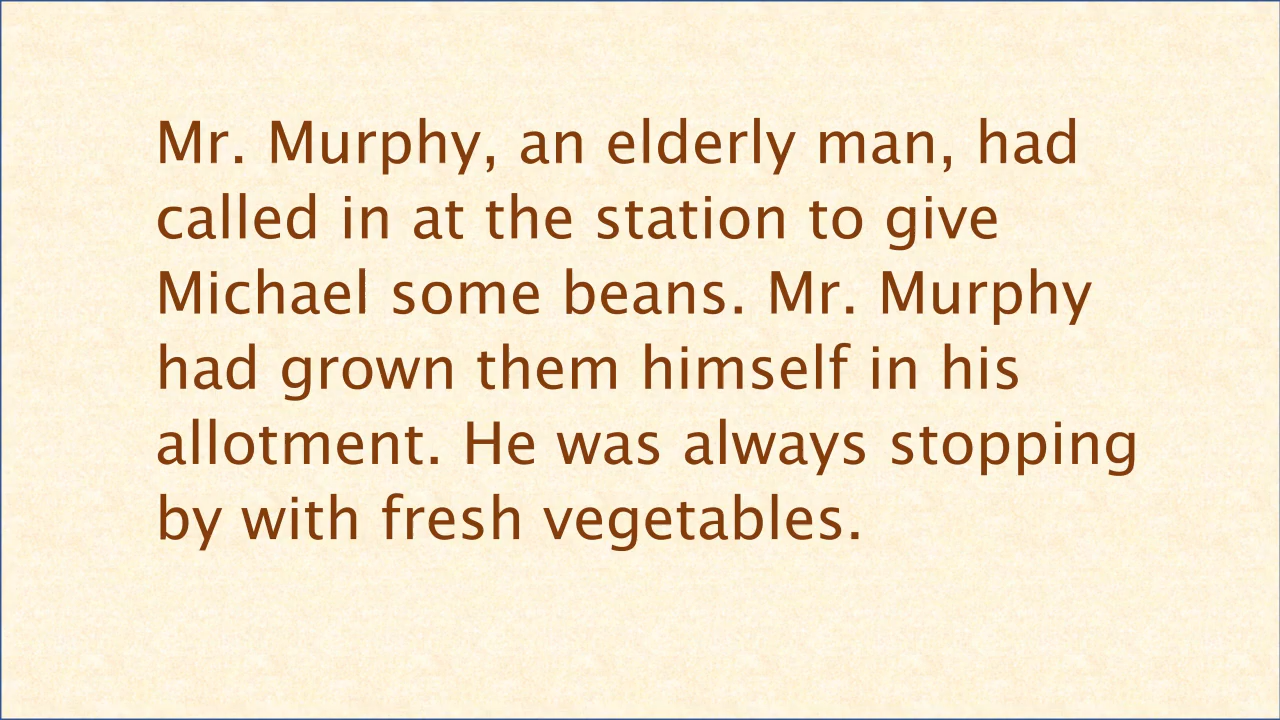 Mr. Murphy, an elderly man, had
called in at the station to give
Michael some beans. Mr. Murphy
had grown them himself in his
allotment. He was always stopping
by with fresh vegetables.